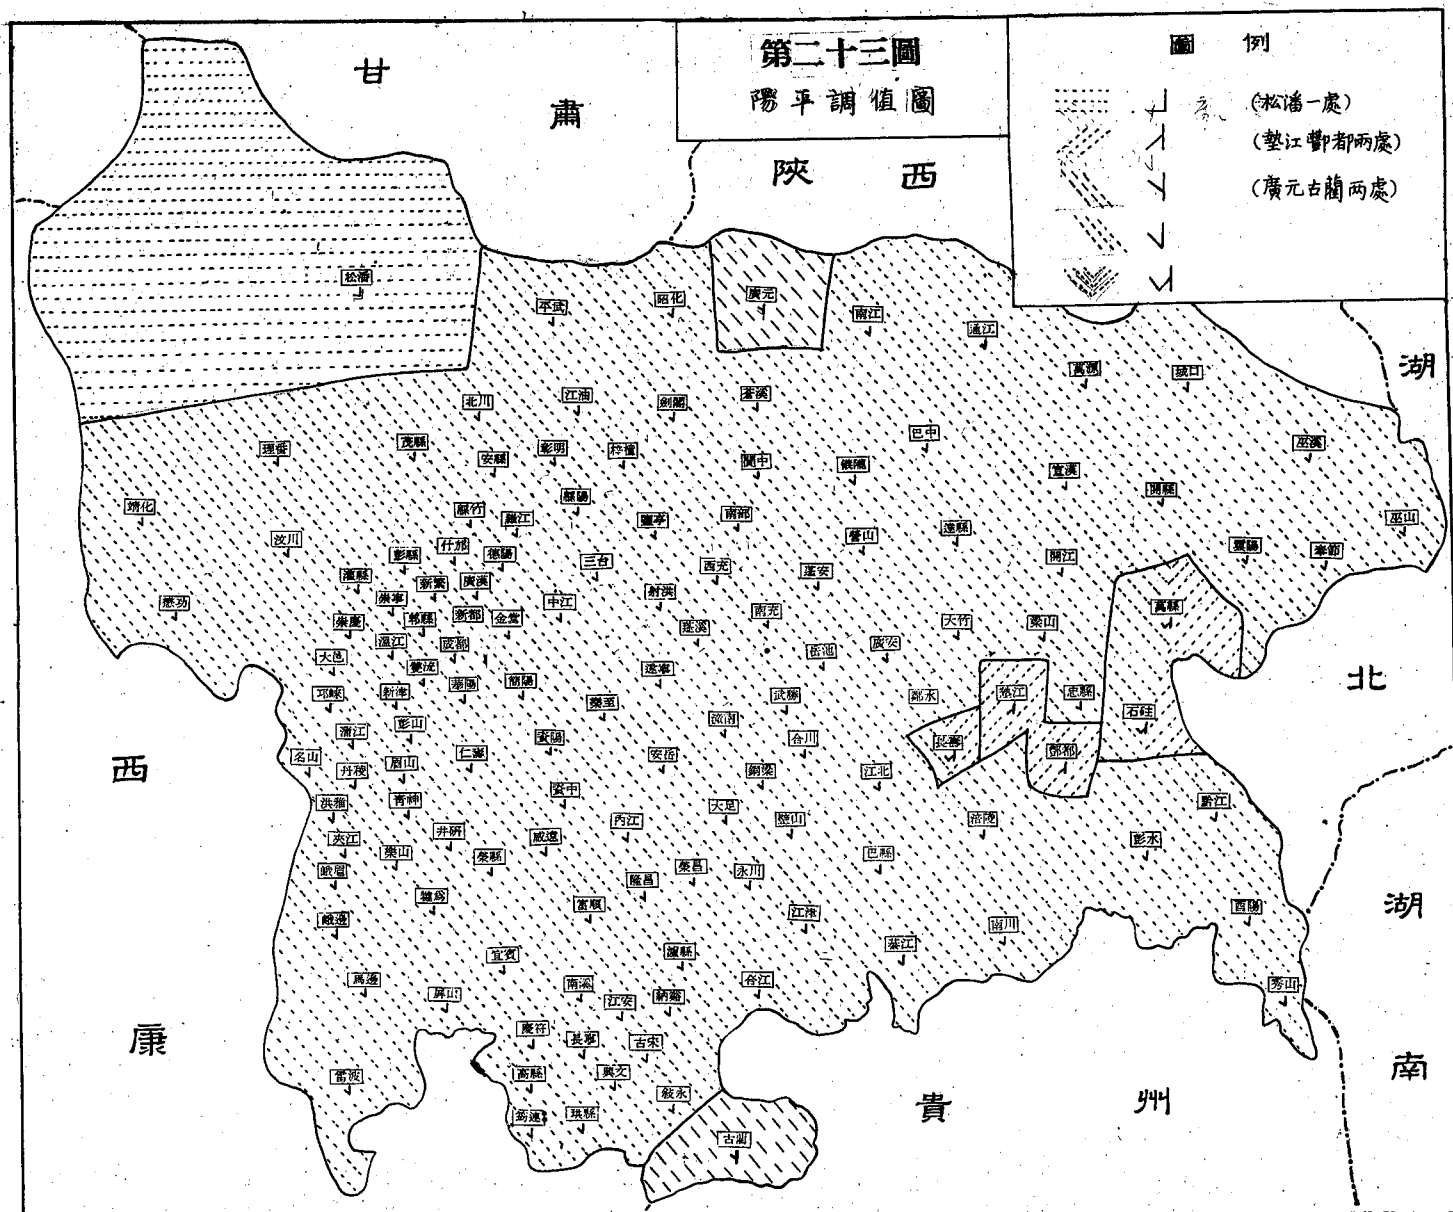 第二十三圖
陽平調值圖
圖 例
(松潘一處)
(墊江酆都兩處)
(廣元古藺两處)
甘
肅
陝 西
湖
北
湖
南
貴 州
西
康
松潘
平武
昭化
廣元
南江
通江
萬源
城口
北川
江油
劍閣
蒼溪
巴中
巫溪
理番
茂縣
安縣
彰明
梓潼
閬中
儀隴
宣漢
開縣
靖化
綿竹
羅江
綿陽
鹽亭
南部
營山
達縣
巫山
汶川
彭縣
什邡
德陽
三台
西充
蓬安
開江
雲陽
奉節
灌縣
崇寧
新繁
廣漢
中江
射洪
南充
懋功
崇慶
郫縣
新都
金堂
蓬溪
天竹
梁山
萬縣
溫江
成都
大邑
雙流
遂寧
岳池
廣安
邛崍
新津
華陽
簡陽
樂至
武縣
鄰水
墊江
忠縣
石砫
蒲江
彭山
潼南
合川
長壽
酆都
名山
丹稜
眉山
仁壽
資陽
安岳
銅梁
江北
洪雅
青神
資中
大足
黔江
夾江
樂山
井研
威遠
內江
璧山
涪陵
彭水
峨眉
榮縣
榮昌
永川
巴縣
犍爲
隆昌
峨邊
富順
江津
南川
酉陽
宜賓
瀘縣
綦江
馬邊
屏山
南溪
江安
納谿
合江
秀山
慶符
長寧
古宋
雷波
高縣
興文
敍永
筠連
珙縣
古藺